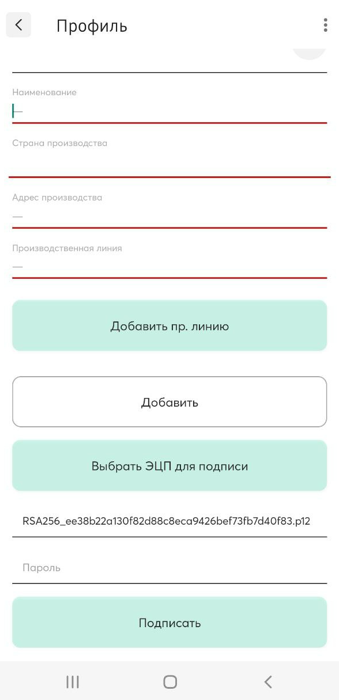 Профиль
Наименование
—
Страна производства
Адрес производства
—
Производственная линия
—
Добавить пр. линию
Добавить
Выбрать ЭЦП для подписи
RSA256_ee38b22a130f82d88c8eca9426bef73fb7d40f83.p12
Пароль
Подписать